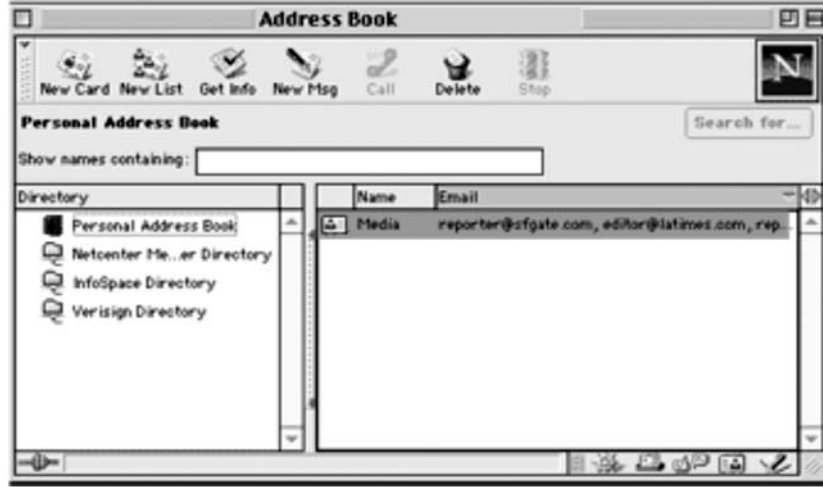 Address Book
New Card New List Get Info New Msg Call Delete Stop
N
Personal Address Book
Search for...
Show names containing:
Directory
Name Email
Personal Address Book
Media reporter@sfgate.com, editor@latimes.com, rep...
Netcenter Me...er Directory
InfoSpace Directory
Verisign Directory